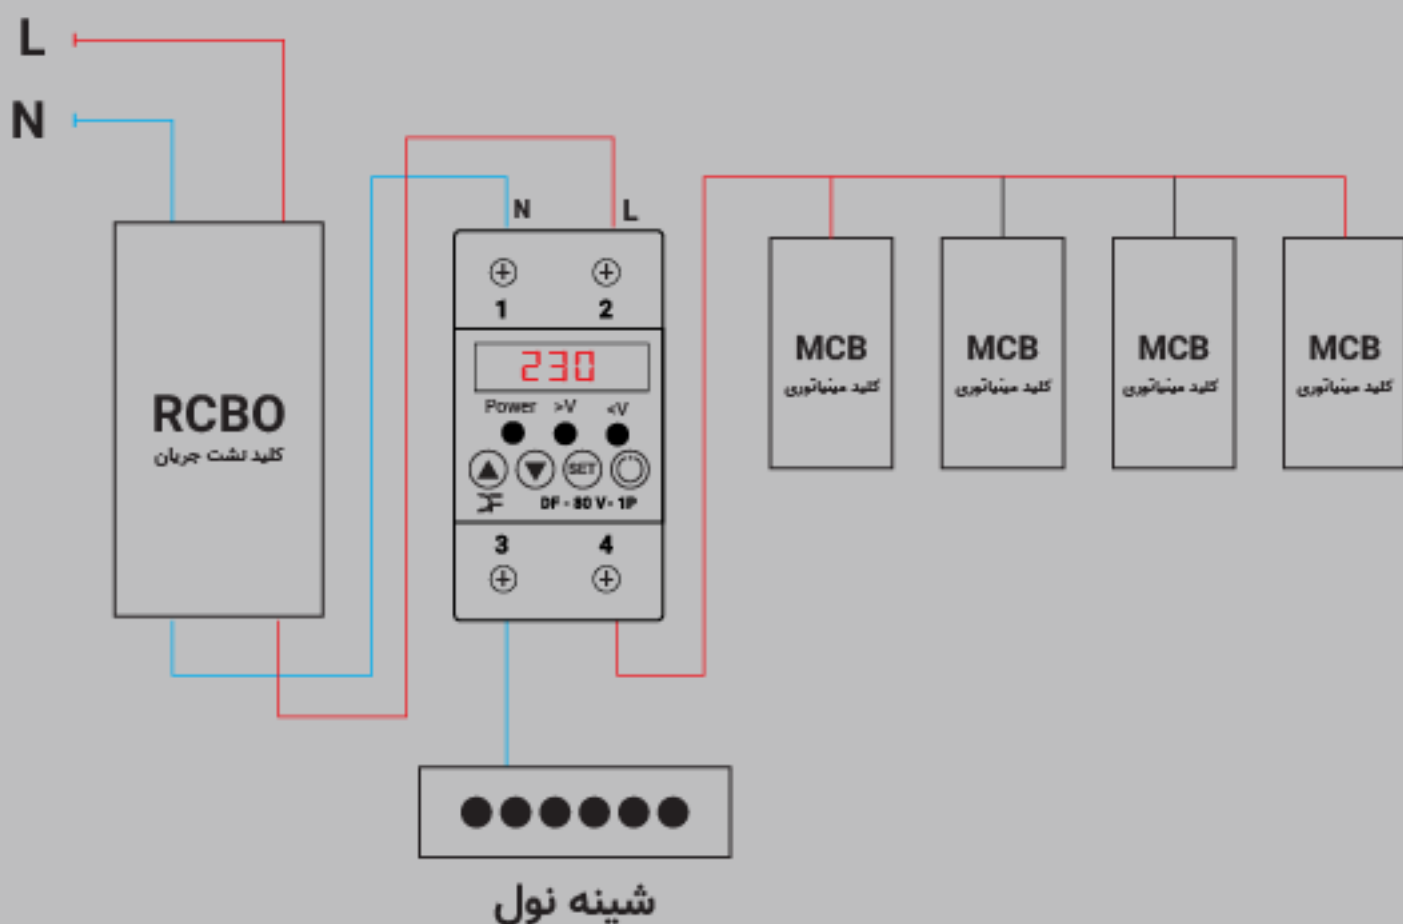 L
N
N L
1 2
230
Power >V <V
SET
DF - 80 V- 1P
3 4
RCBO
کلید نشت جریان
MCB
کلید مینیاتوری
MCB
کلید مینیاتوری
MCB
کلید مینیاتوری
MCB
کلید مینیاتوری
شینه نول